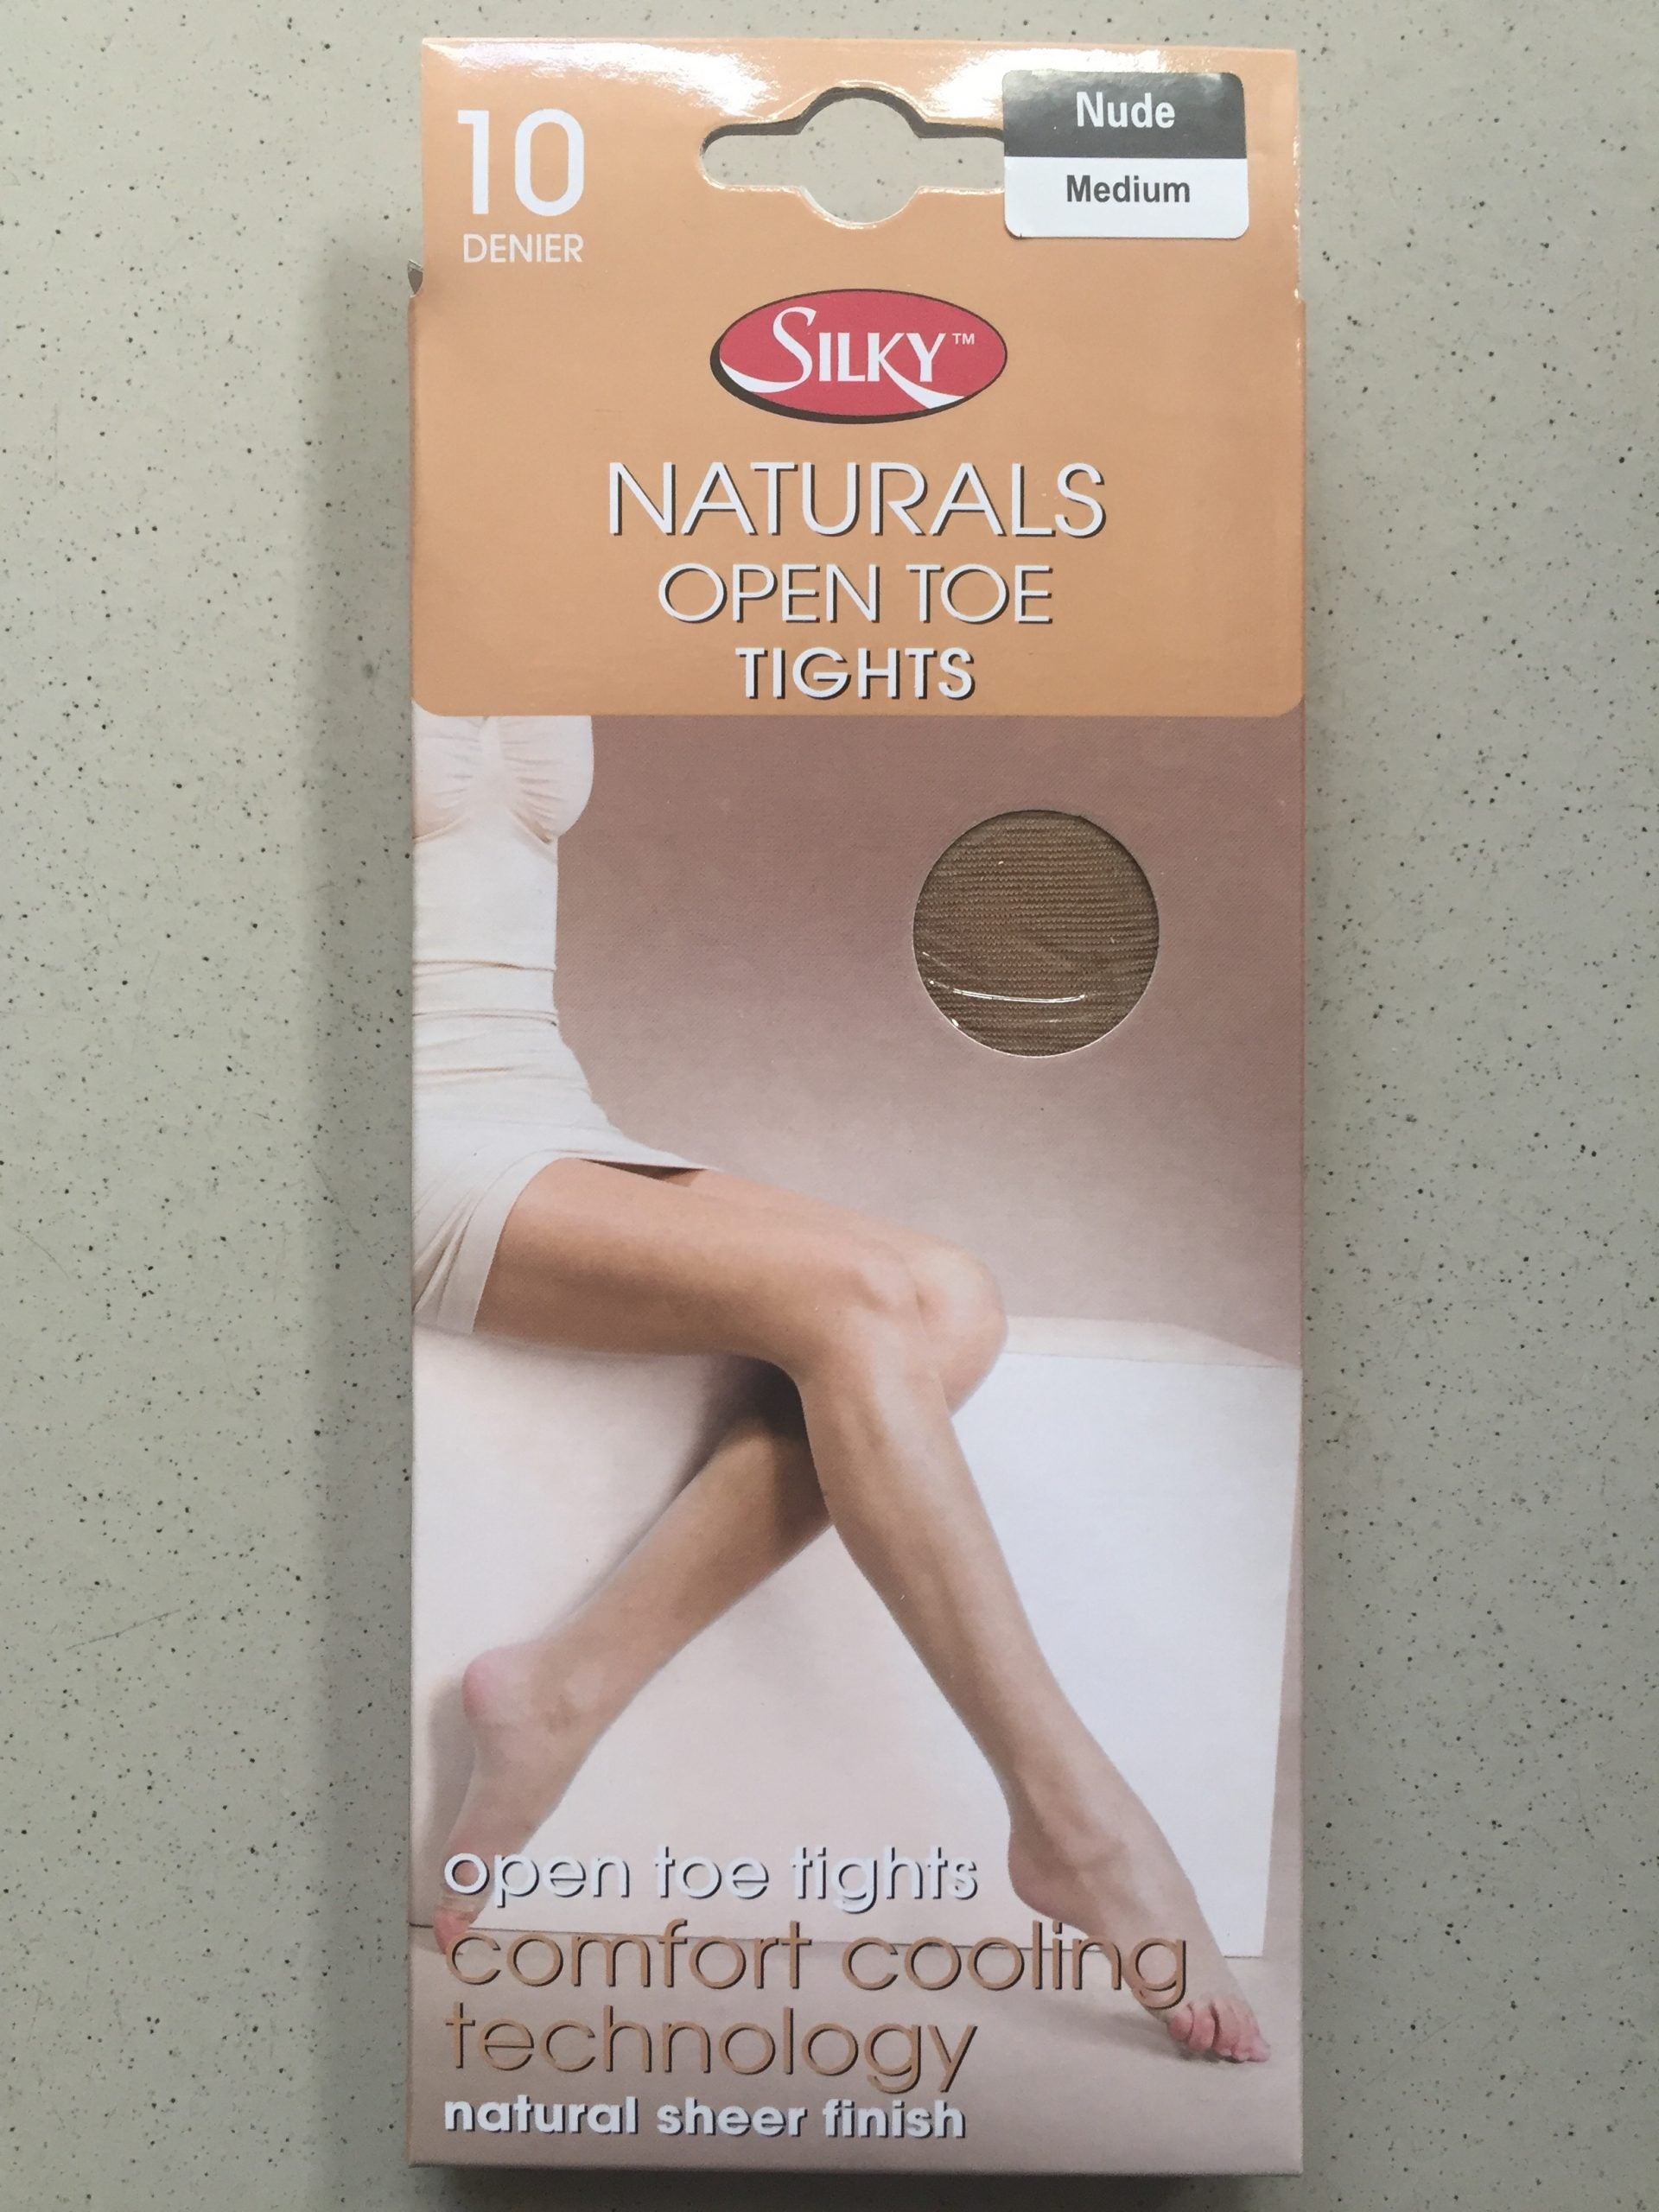 10
DENIER
Nude
Medium
SILKY™
NATURALS
OPEN TOE
TIGHTS
open toe tights
comfort cooling
technology
natural sheer finish